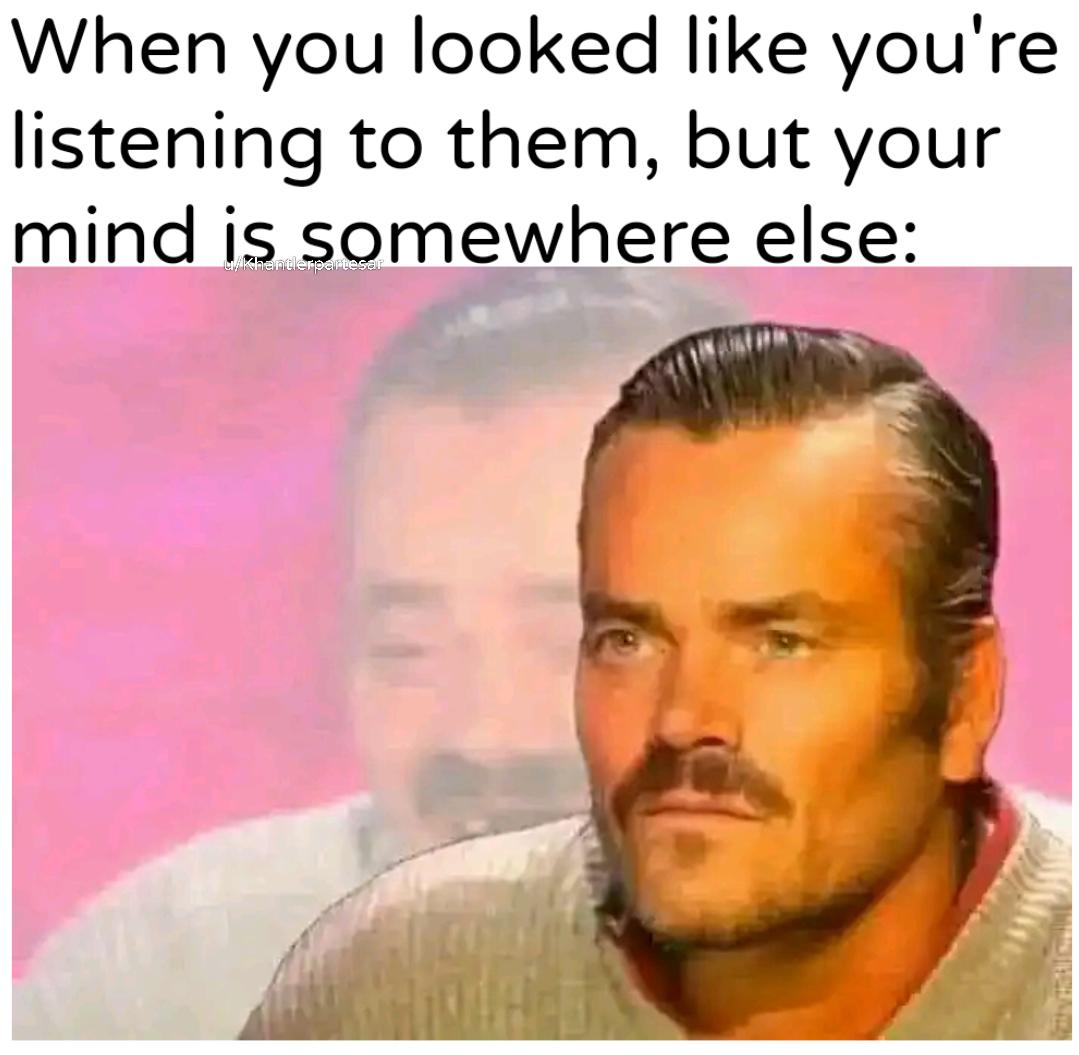 When you looked like you're
listening to them, but your
mind is somewhere else:
u/Khantlerpartesar